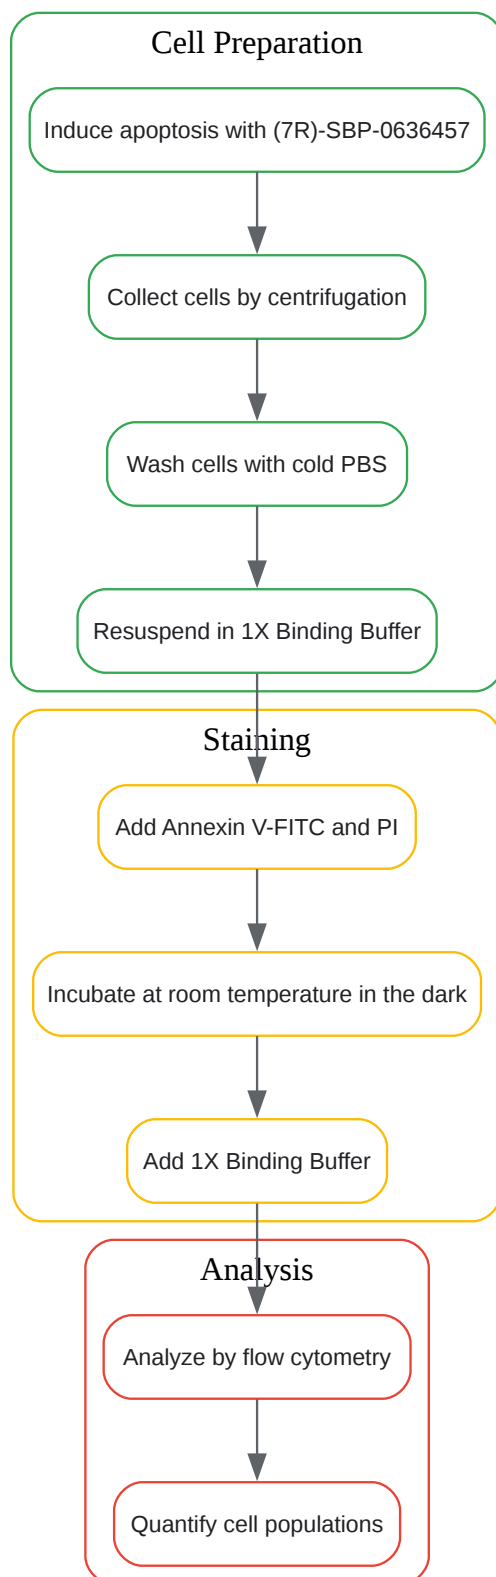 Cell Preparation
Induce apoptosis with (7R)-SBP-0636457
Collect cells by centrifugation
Wash cells with cold PBS
Resuspend in 1X Binding Buffer
Staining
Add Annexin V-FITC and PI
Incubate at room temperature in the dark
Add 1X Binding Buffer
Analysis
Analyze by flow cytometry
Quantify cell populations